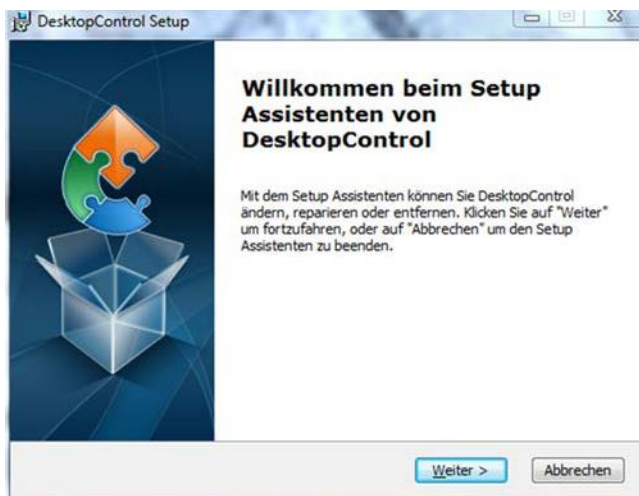 DesktopControl Setup
Willkommen beim Setup
Assistenten von
DesktopControl
Mit dem Setup Assistenten können Sie DesktopControl
ändern, reparieren oder entfernen. Klicken Sie auf "Weiter"
um fortzufahren, oder auf "Abbrechen" um den Setup
Assistenten zu beenden.
Weiter >
Abbrechen